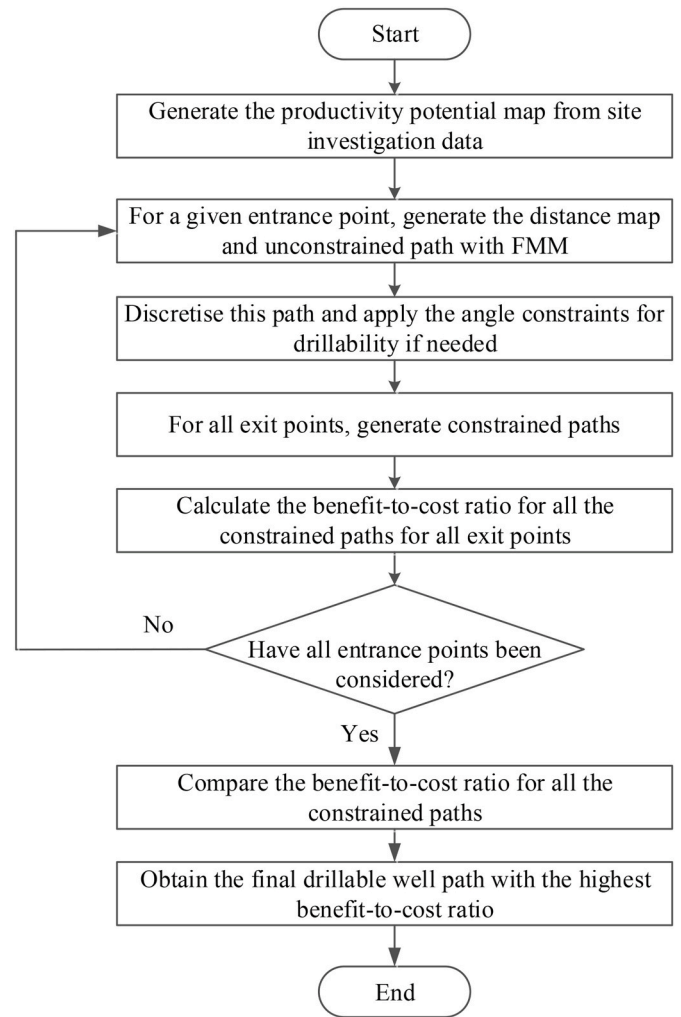 Start
Generate the productivity potential map from site
investigation data
For a given entrance point, generate the distance map
and unconstrained path with FMM
Discretise this path and apply the angle constraints for
drillability if needed
For all exit points, generate constrained paths
Calculate the benefit-to-cost ratio for all the
constrained paths for all exit points
No
Have all entrance points been
considered?
Yes
Compare the benefit-to-cost ratio for all the
constrained paths
Obtain the final drillable well path with the highest
benefit-to-cost ratio
End